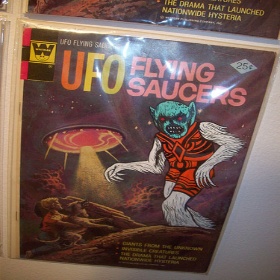 THE DRAMA THAT LAUNCHED
NATIONWIDE HYSTERIA
UFO FLYING
UFO FLYING
SAUCERS
25¢
• GIANTS FROM THE UNKNOWN
• INVISIBLE CREATURES
• THE DRAMA THAT LAUNCHED
NATIONWIDE HYSTERIA